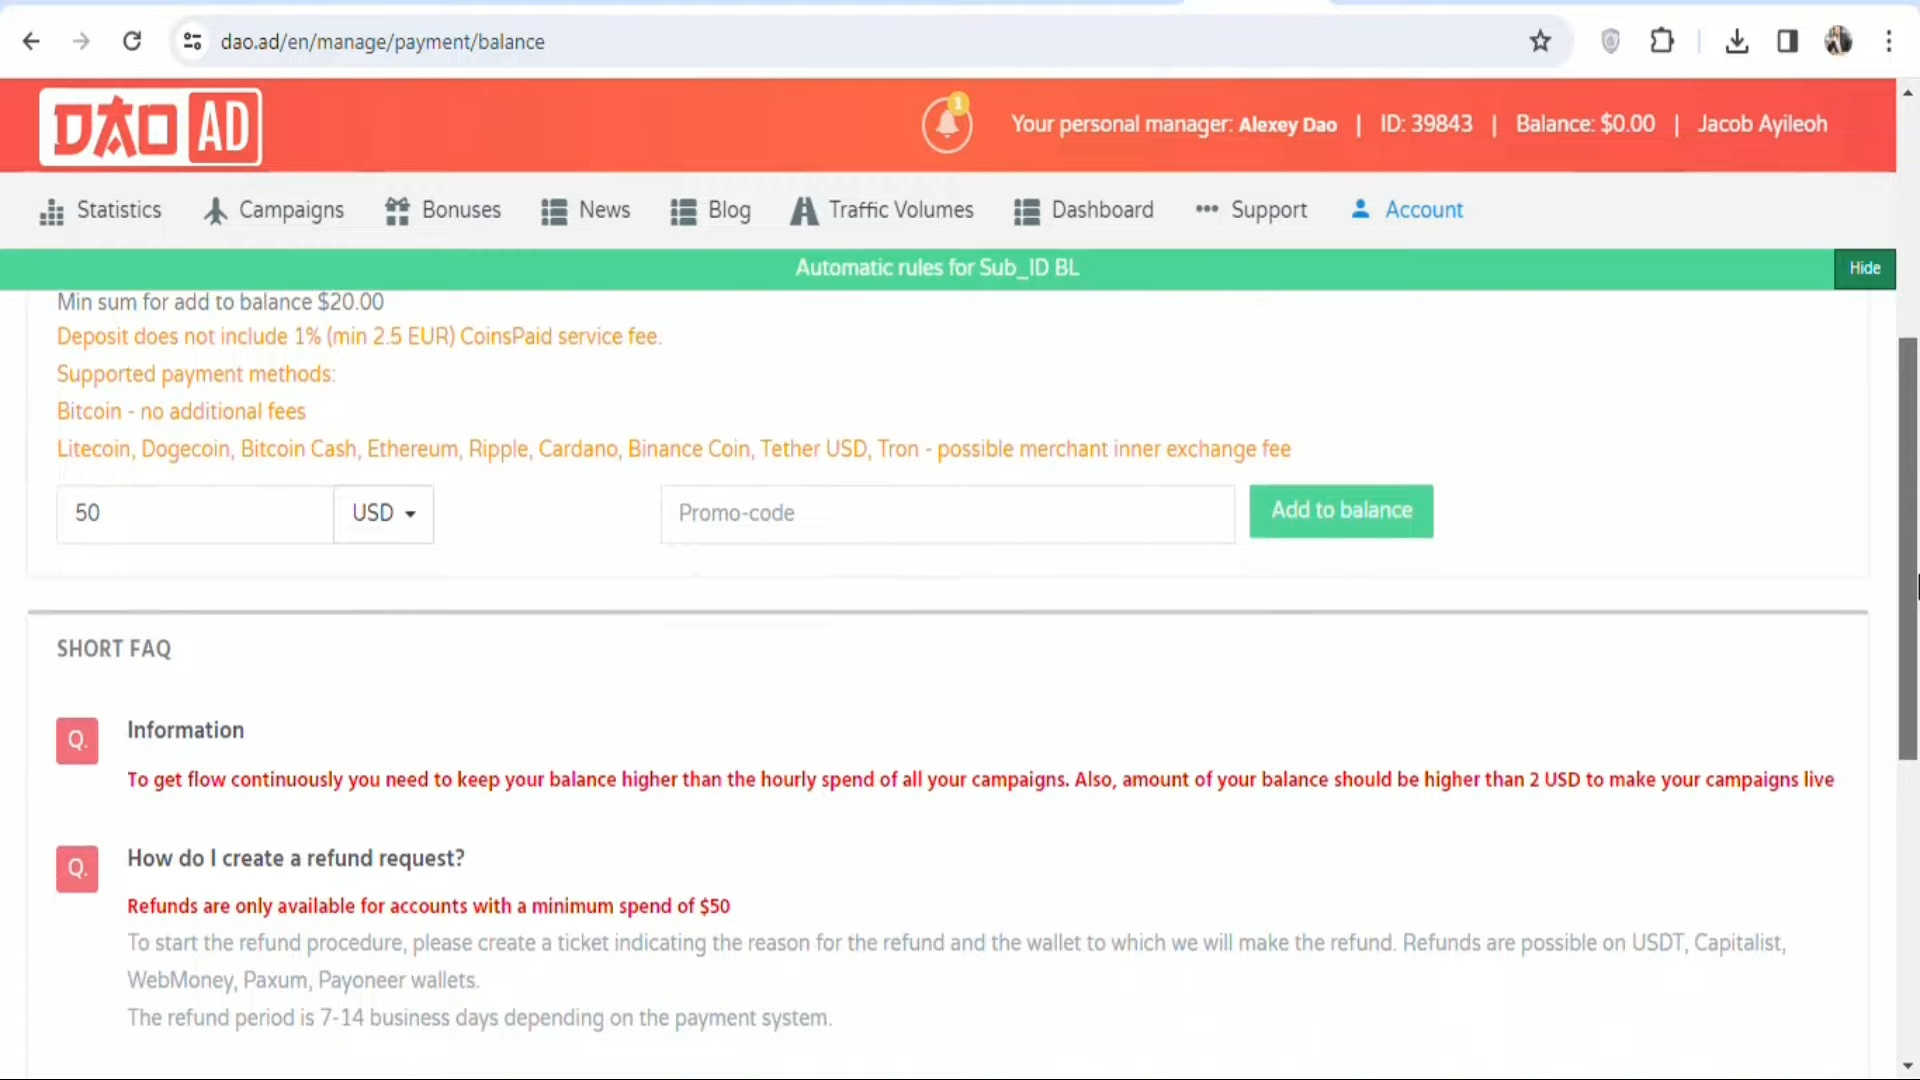 dao.ad/en/manage/payment/balance
DAO AD
1
Your personal manager: Alexey Dao | ID: 39843 | Balance: $0.00 | Jacob Ayileoh
Statistics Campaigns Bonuses News Blog Traffic Volumes Dashboard Support Account
Automatic rules for Sub_ID BL
Hide
Min sum for add to balance $20.00
Deposit does not include 1% (min 2.5 EUR) CoinsPaid service fee.
Supported payment methods:
Bitcoin - no additional fees
Litecoin, Dogecoin, Bitcoin Cash, Ethereum, Ripple, Cardano, Binance Coin, Tether USD, Tron - possible merchant inner exchange fee
50 USD Promo-code Add to balance
SHORT FAQ
Q. Information
To get flow continuously you need to keep your balance higher than the hourly spend of all your campaigns. Also, amount of your balance should be higher than 2 USD to make your campaigns live
Q. How do I create a refund request?
Refunds are only available for accounts with a minimum spend of $50
To start the refund procedure, please create a ticket indicating the reason for the refund and the wallet to which we will make the refund. Refunds are possible on USDT, Capitalist,
WebMoney, Paxum, Payoneer wallets.
The refund period is 7-14 business days depending on the payment system.